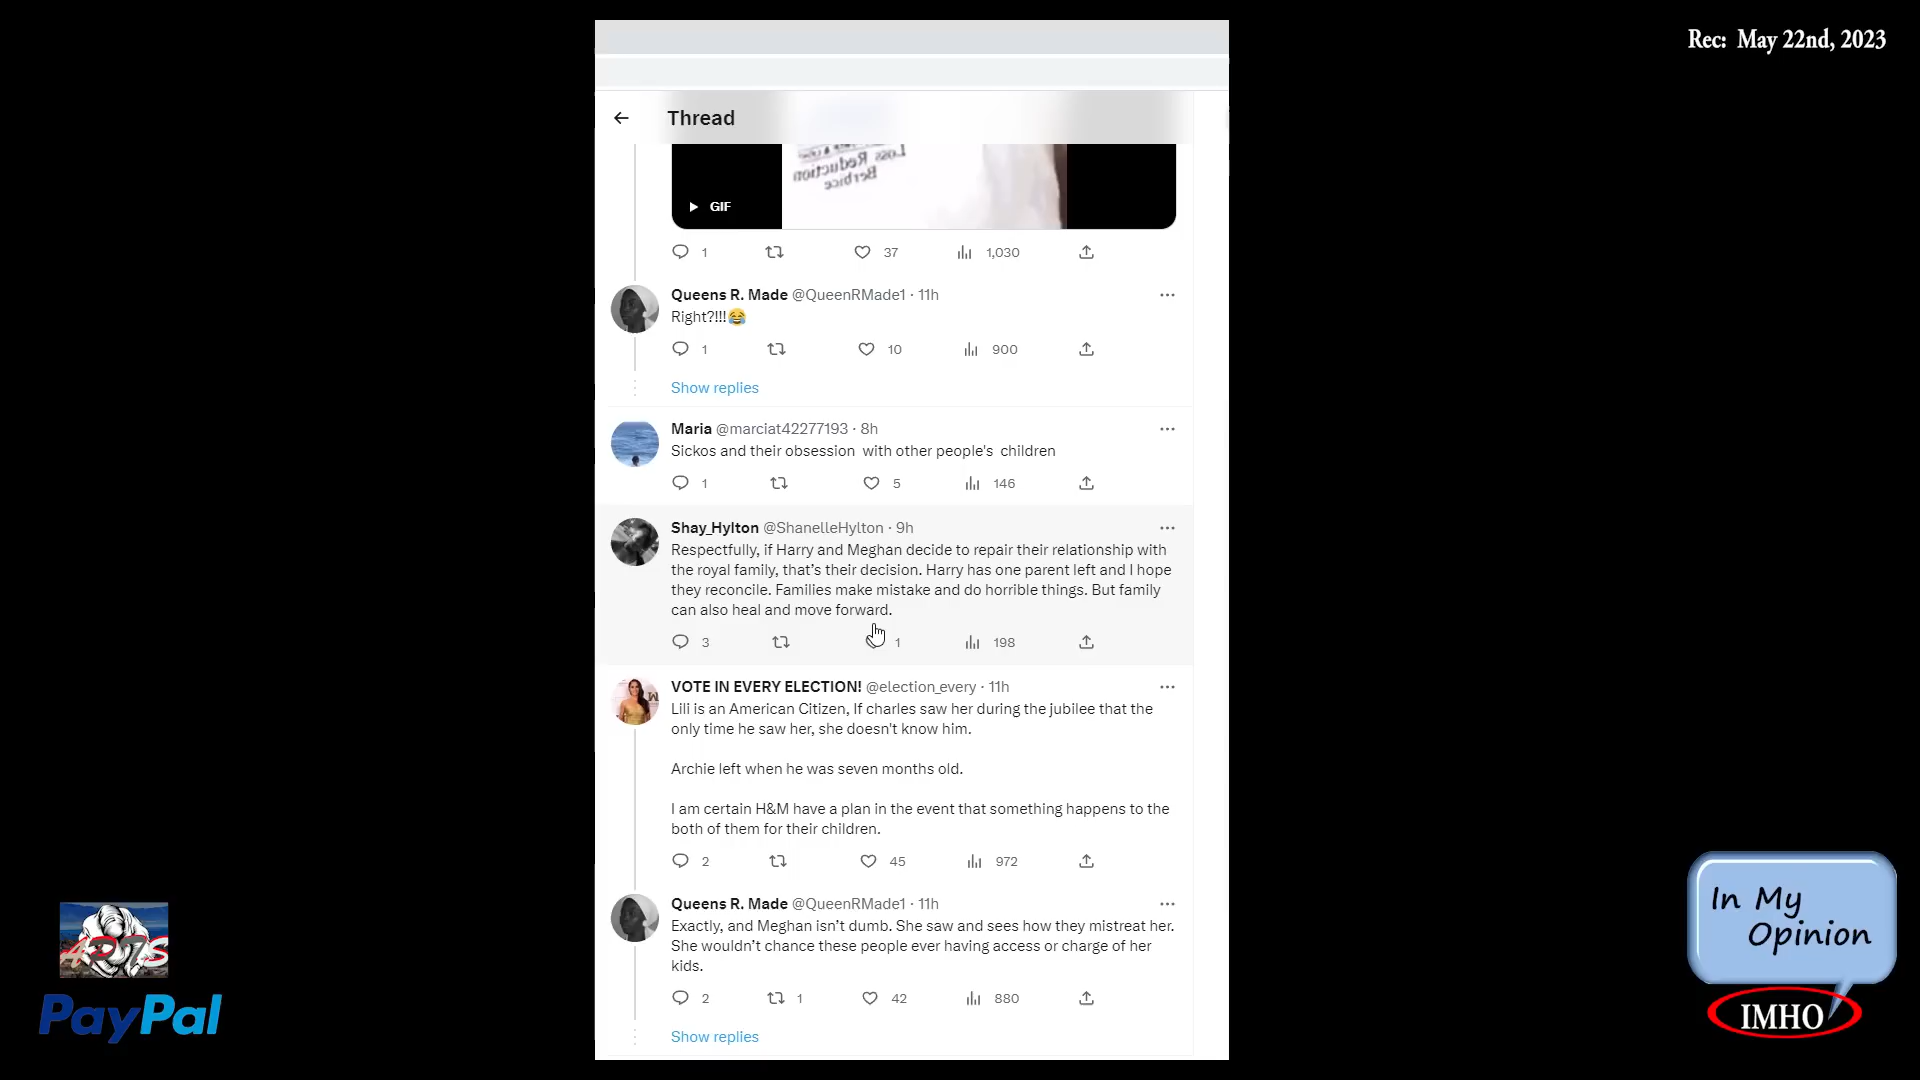 Rec: May 22nd, 2023
Thread
Loss Reduction
Berbice
GIF
1 37 1,030
Queens R. Made @QueenRMade1 · 11h
Right?!!!😂
1 10 900
Show replies
Maria @marciat42277193 · 8h
Sickos and their obsession with other people's children
1 5 146
Shay_Hylton @ShanelleHylton · 9h
Respectfully, if Harry and Meghan decide to repair their relationship with
the royal family, that's their decision. Harry has one parent left and I hope
they reconcile. Families make mistake and do horrible things. But family
can also heal and move forward.
3 1 198
VOTE IN EVERY ELECTION! @election_every · 11h
Lili is an American Citizen, If charles saw her during the jubilee that the
only time he saw her, she doesn't know him.
Archie left when he was seven months old.
I am certain H&M have a plan in the event that something happens to the
both of them for their children.
2 45 972
Queens R. Made @QueenRMade1 · 11h
Exactly, and Meghan isn't dumb. She saw and sees how they mistreat her.
She wouldn't chance these people ever having access or charge of her
kids.
2 1 42 880
Show replies
PayPal
In My
Opinion
IMHO